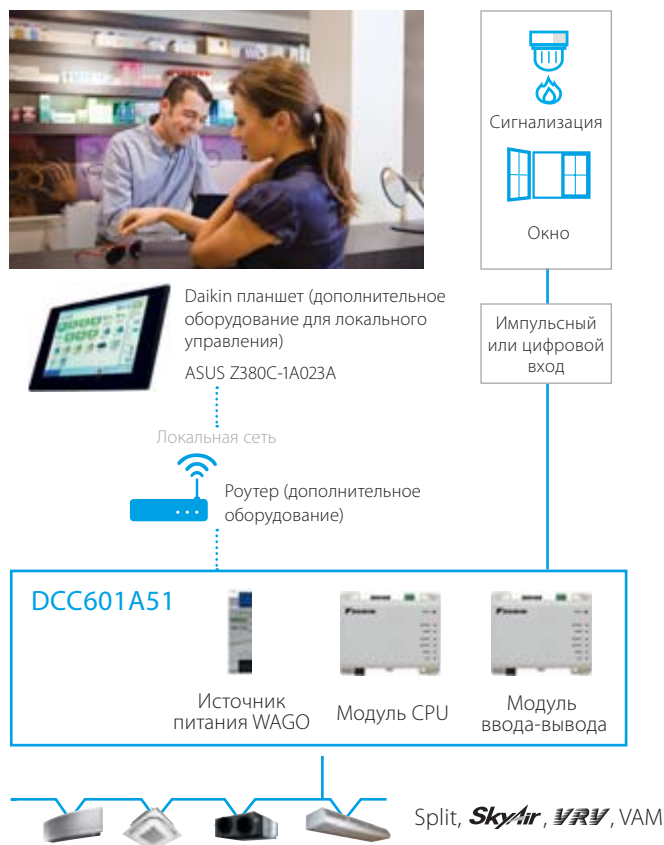 Сигнализация
Окно
Daikin планшет (дополнительное
оборудование для локального
управления)
ASUS Z380C-1A023A
Импульсный
или цифровой
вход
Локальная сеть
Роутер (дополнительное
оборудование)
DCC601A51
Источник
питания WAGO
Модуль CPU
Модуль
ввода-вывода
Split, SkyAir, VRV, VAM